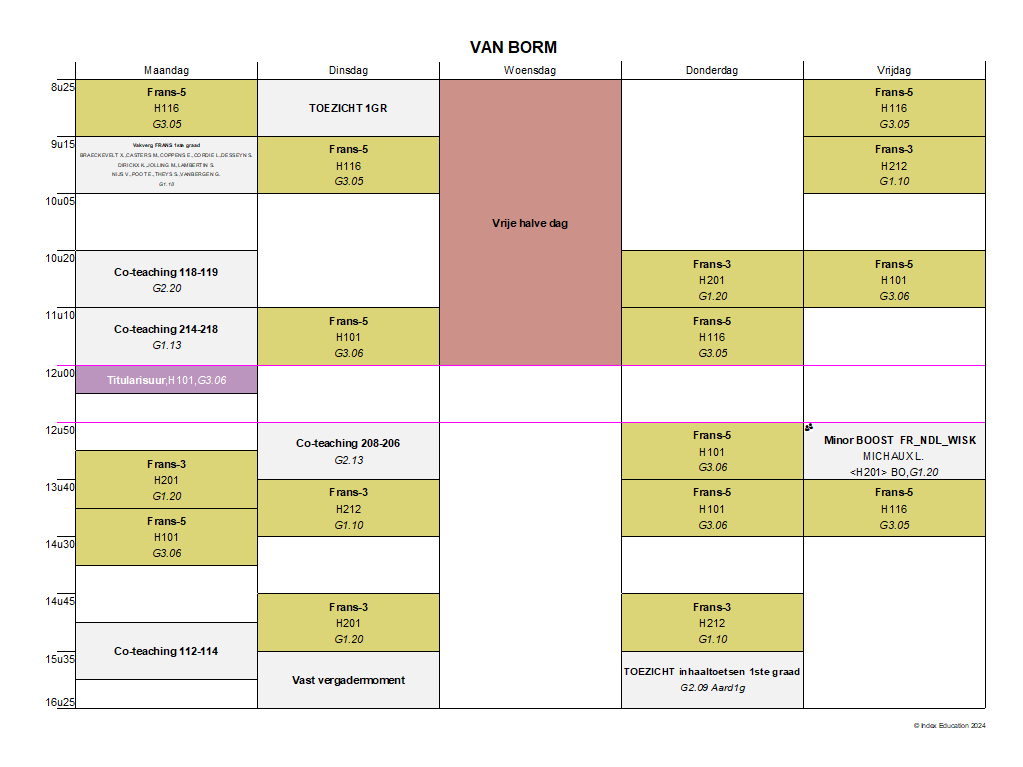 VAN BORM
Maandag Dinsdag Woensdag Donderdag Vrijdag
8u25
9u15
10u05
10u20
11u10
12u00
12u50
13u40
14u30
14u45
15u35
16u25
Frans-5
H116
G3.05
Vakverg FRANS 1ste graad
BRAECKEVELT X.,CASTERS M.,COPPENS E.,CORDIE L.,DESSEYN S.
DIRICKX K.,JOLLING M.,LAMBERTIN S.
NIJS V.,POOT E.,THEYS S.,VANBERGEN G.
G1.13
Co-teaching 118-119
G2.20
Co-teaching 214-218
G1.13
Titularisuur,H101,G3.06
Frans-3
H201
G1.20
Frans-5
H101
G3.06
Co-teaching 112-114
TOEZICHT 1GR
Frans-5
H116
G3.05
Frans-5
H101
G3.06
Co-teaching 208-206
G2.13
Frans-3
H212
G1.10
Frans-3
H201
G1.20
Vast vergadermoment
Vrije halve dag
Frans-3
H201
G1.20
Frans-5
H116
G3.05
Frans-5
H101
G3.06
Frans-5
H101
G3.06
Frans-3
H212
G1.10
TOEZICHT inhaaltoetsen 1ste graad
G2.09 Aard1g
Frans-5
H116
G3.05
Frans-3
H212
G1.10
Frans-5
H101
G3.06
Minor BOOST FR_NDL_WISK
MICHAUX L.
<H201> BO,G1.20
Frans-5
H116
G3.05
© Index Education 2024